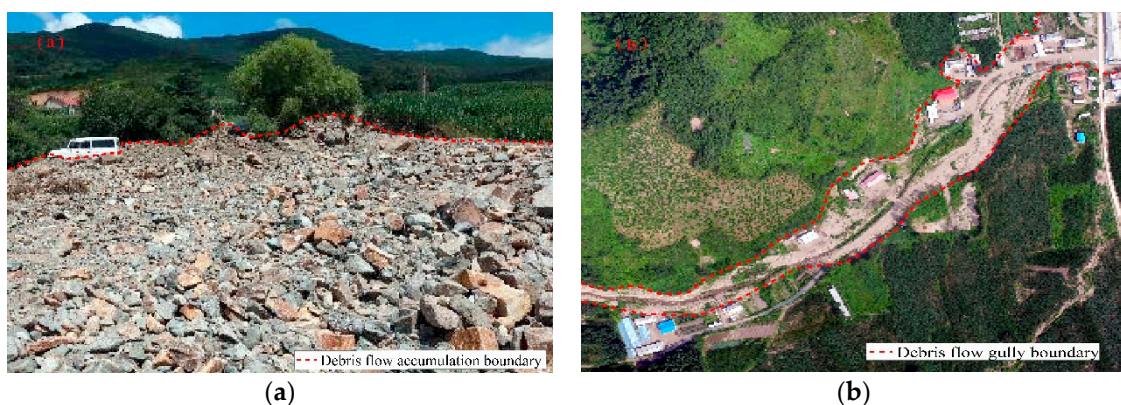 (a)
(b)
Debris flow accumulation boundary
Debris flow gully boundary
(a)
(b)